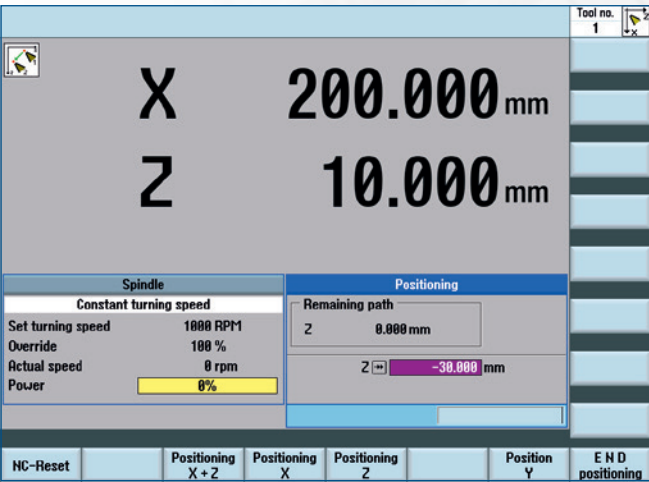 Tool no.
1
Z
X
X 200.000 mm
Z 10.000 mm
Spindle
Constant turning speed
Set turning speed 1000 RPM
Override 100 %
Actual speed 0 rpm
Power 0%
Positioning
Remaining path
Z 0.000 mm
Z -30.000 mm
NC-Reset
Positioning
X + Z
Positioning
X
Positioning
Z
Position
Y
END
positioning